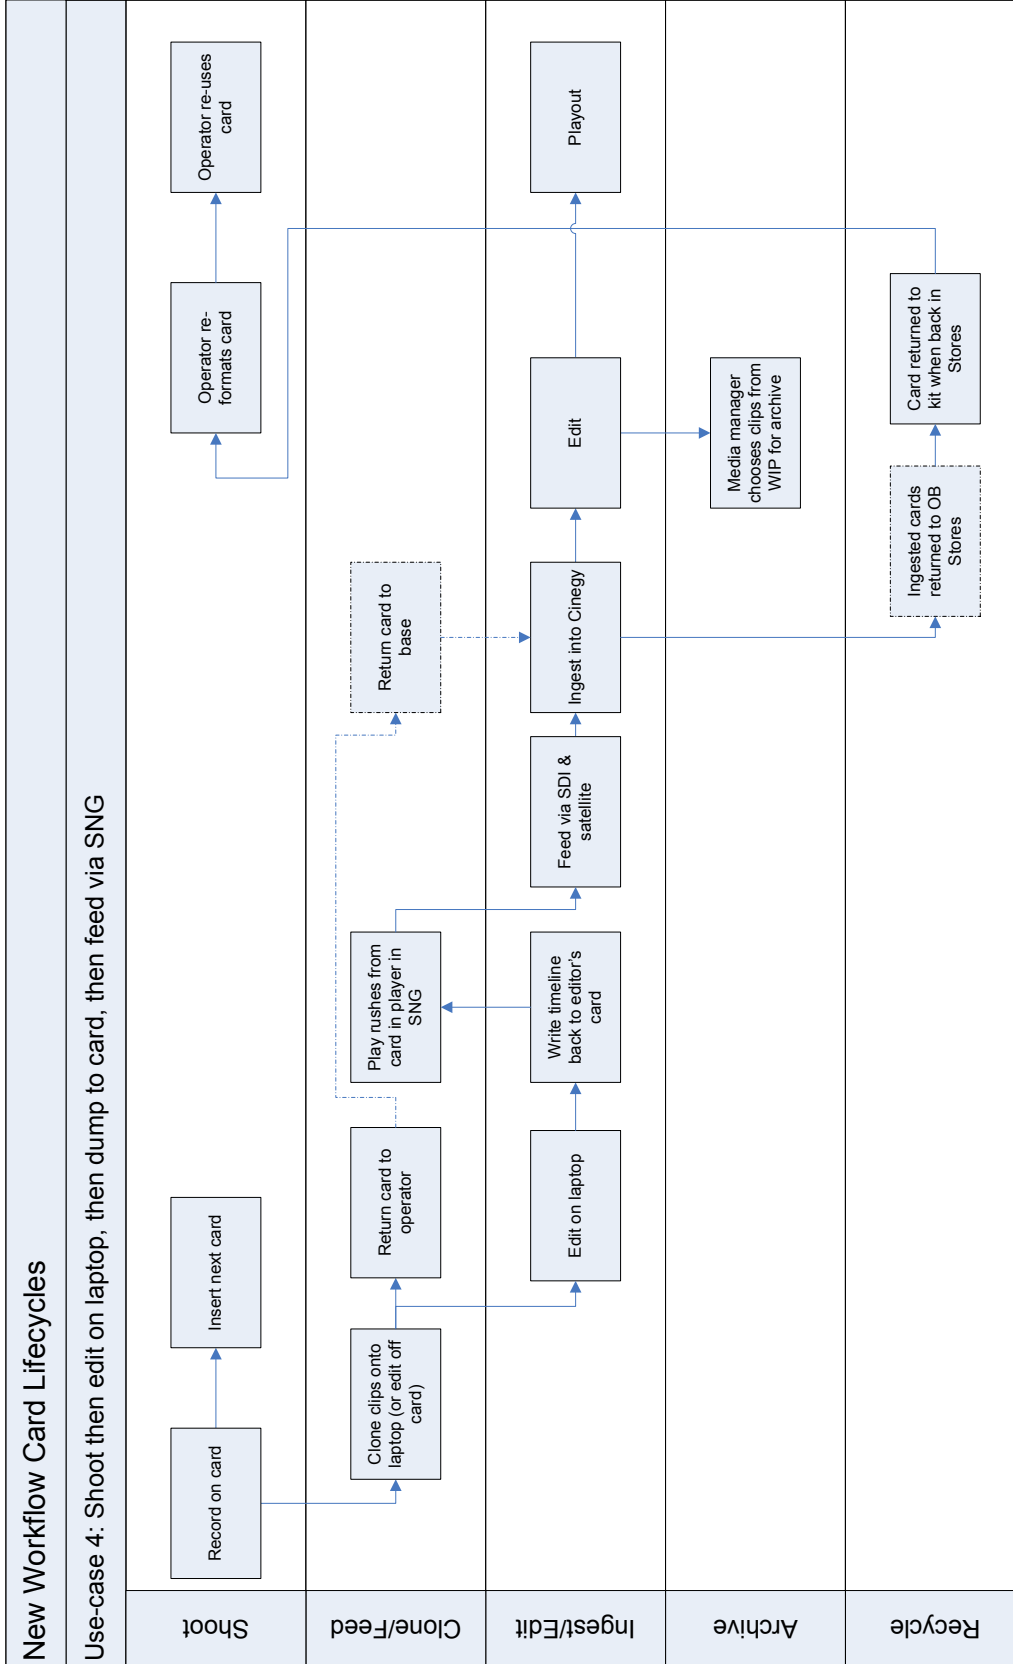 New Workflow Card Lifecycles
Use-case 4: Shoot then edit on laptop, then dump to card, then feed via SNG
Shoot
Record on card
Insert next card
Operator re-
formats card
Operator re-uses
card
Clone/Feed
Clone clips onto
laptop (or edit off
card)
Return card to
operator
Play rushes from
card in player in
SNG
Return card to
base
Ingest/Edit
Edit on laptop
Write timeline
back to editor's
card
Feed via SDI &
satellite
Ingest into Cinegy
Edit
Playout
Archive
Media manager
chooses clips from
WIP for archive
Recycle
Ingested cards
returned to OB
Stores
Card returned to
kit when back in
Stores